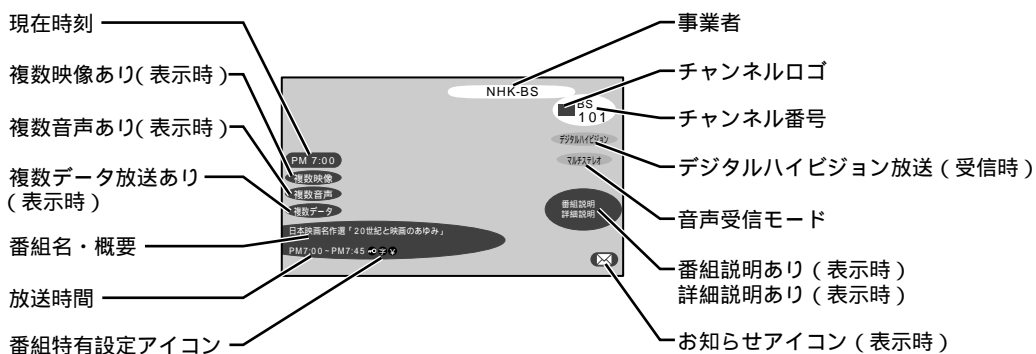 現在時刻
複数映像あり(表示時)
複数音声あり(表示時)
複数データ放送あり
(表示時)
番組名・概要
放送時間
番組特有設定アイコン
NHK-BS
BS
101
デジタルハイビジョン
マルチステレオ
PM 7:00
複数映像
複数音声
複数データ
番組説明
詳細説明
日本映画名作選「20世紀と映画のあゆみ」
PM7:00~PM7:45 字 ¥
事業者
チャンネルロゴ
チャンネル番号
デジタルハイビジョン放送(受信時)
音声受信モード
番組説明あり(表示時)
詳細説明あり(表示時)
お知らせアイコン(表示時)